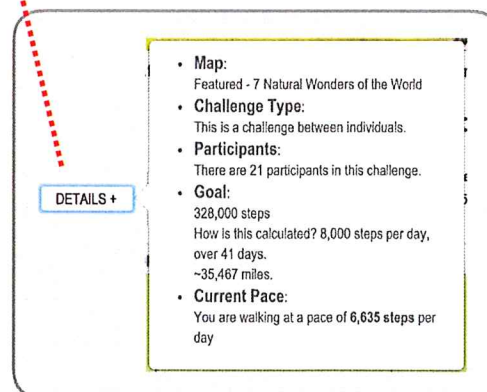 Map:
Featured - 7 Natural Wonders of the World
Challenge Type:
This is a challenge between individuals.
Participants:
There are 21 participants in this challenge.
DETAILS +
Goal:
328,000 steps
How is this calculated? 8,000 steps per day,
over 41 days.
~35,467 miles.
Current Pace:
You are walking at a pace of 6,635 steps per
day